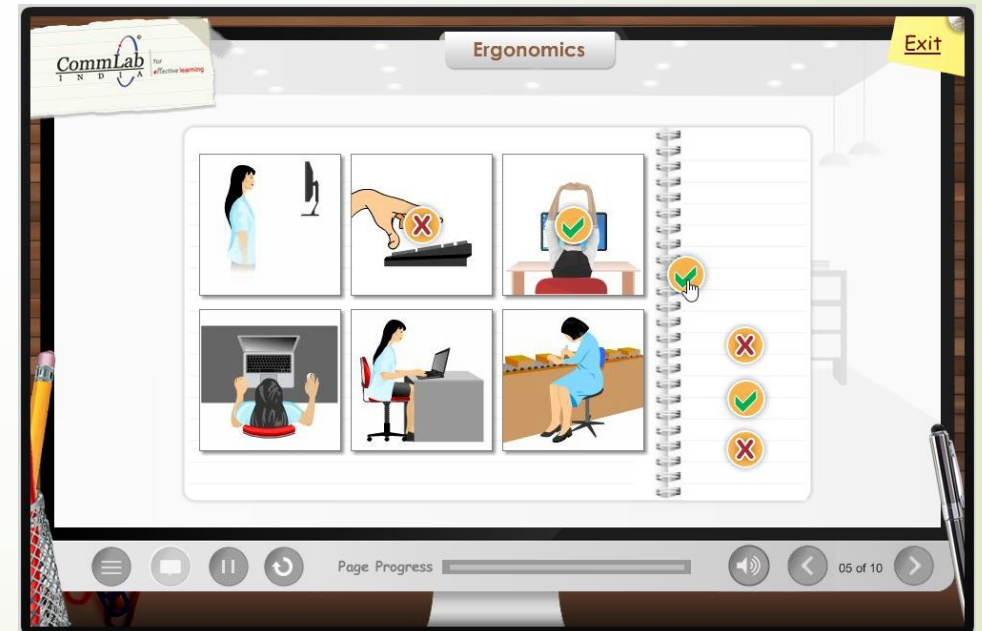 CommLab
INDIA
for
effective learning
Ergonomics
Exit
Page Progress
05 of 10